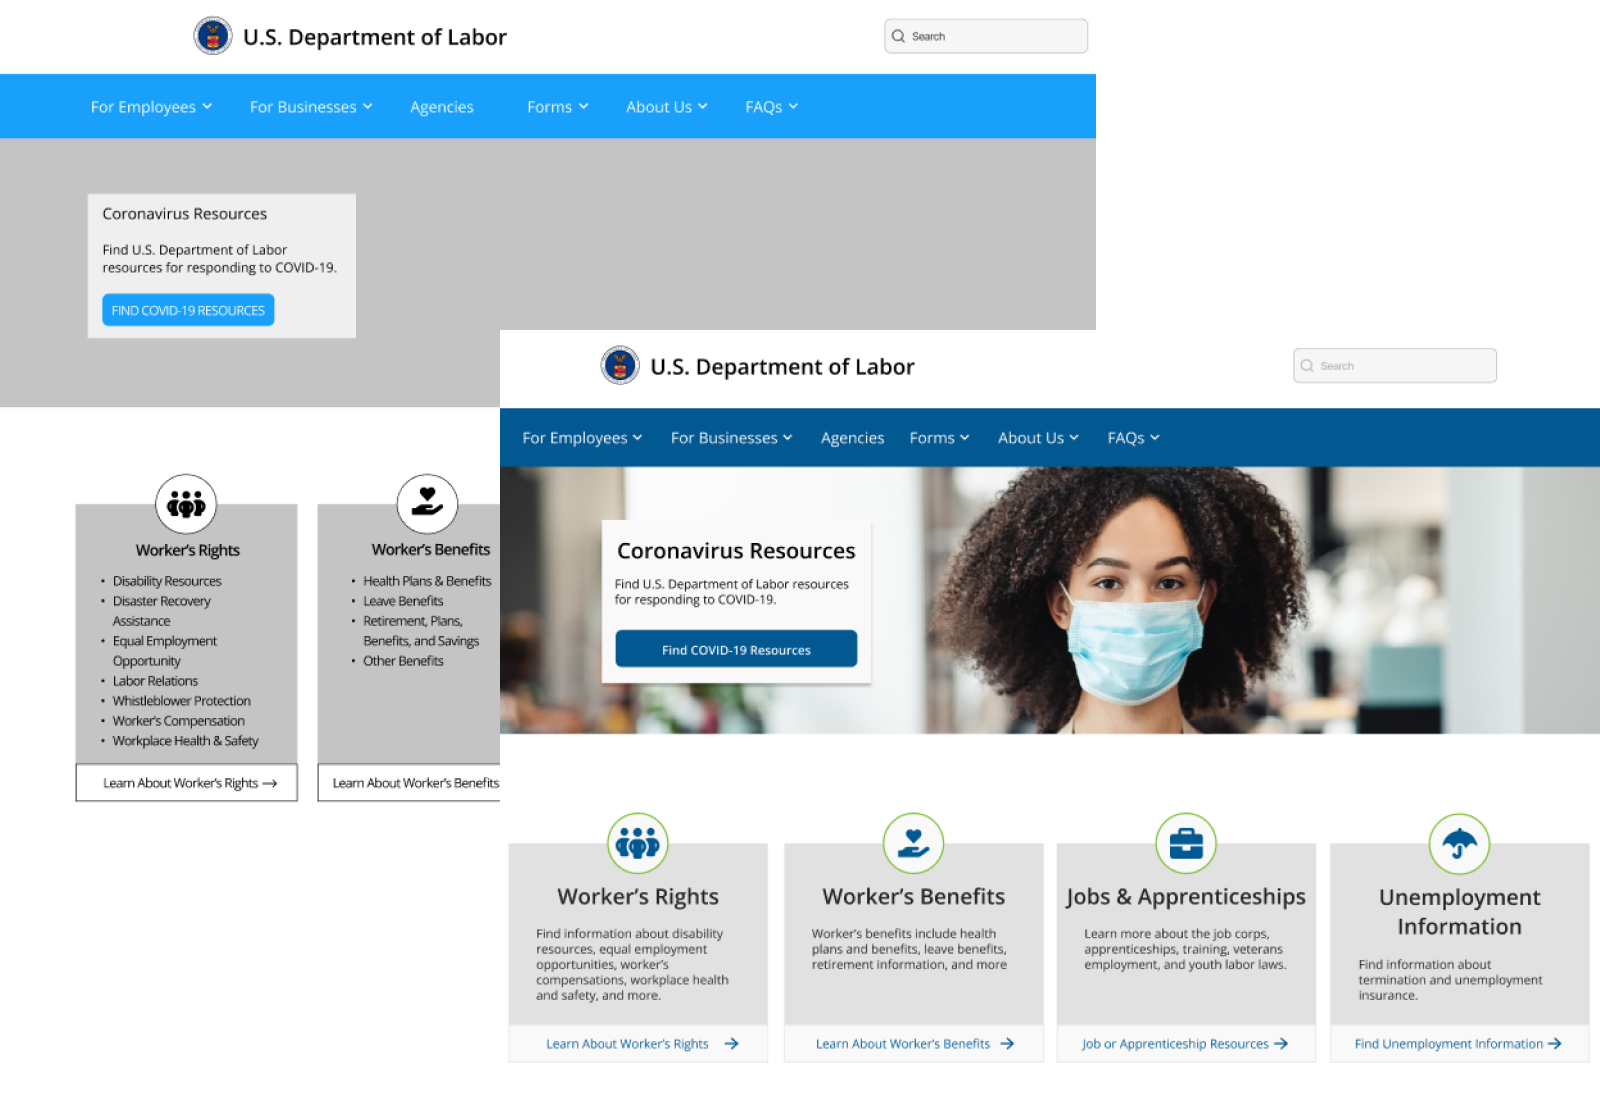 U.S. Department of Labor
Search
For Employees
For Businesses
Agencies
Forms
About Us
FAQs
Coronavirus Resources
Find U.S. Department of Labor
resources for responding to COVID-19.
FIND COVID-19 RESOURCES
Worker's Rights
• Disability Resources
• Disaster Recovery
Assistance
• Equal Employment
Opportunity
• Labor Relations
• Whistleblower Protection
• Worker's Compensation
• Workplace Health & Safety
Learn About Worker's Rights →
Worker's Benefits
• Health Plans & Benefits
• Leave Benefits
• Retirement, Plans,
Benefits, and Savings
• Other Benefits
Learn About Worker's Benefits
U.S. Department of Labor
Search
For Employees
For Businesses
Agencies
Forms
About Us
FAQs
Coronavirus Resources
Find U.S. Department of Labor resources
for responding to COVID-19.
Find COVID-19 Resources
Worker's Rights
Find information about disability
resources, equal employment
opportunities, worker's
compensations, workplace health
and safety, and more.
Learn About Worker's Rights →
Worker's Benefits
Worker's benefits include health
plans and benefits, leave benefits,
retirement information, and more
Learn About Worker's Benefits →
Jobs & Apprenticeships
Learn more about the job corps,
apprenticeships, training, veterans
employment, and youth labor laws.
Job or Apprenticeship Resources →
Unemployment
Information
Find information about
termination and unemployment
insurance.
Find Unemployment Information →